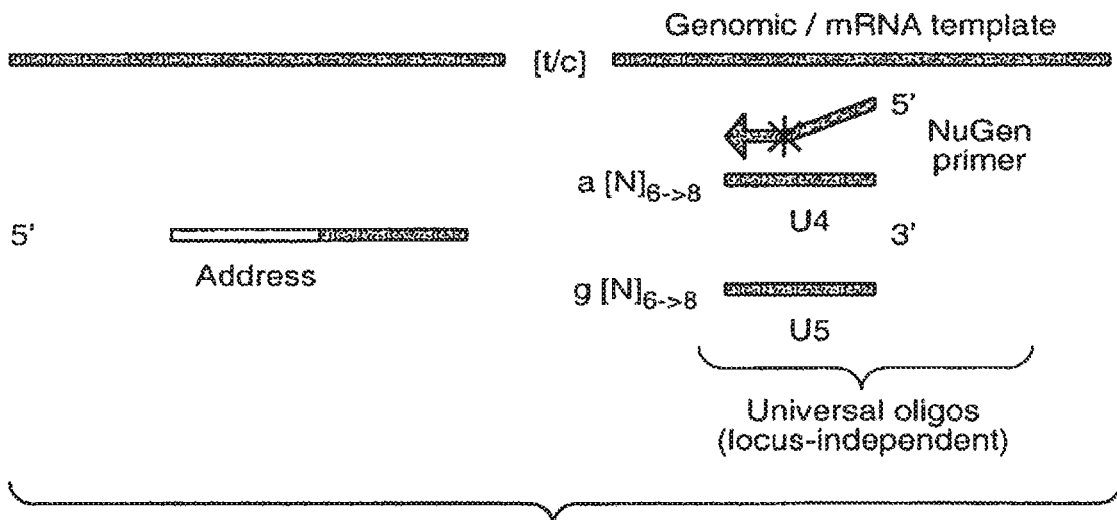 Genomic / mRNA template
[t/c]
5’
NuGen
primer
a [N]6->8
U4
5’
3’
Address
g [N]6->8
U5
Universal oligos
(locus-independent)